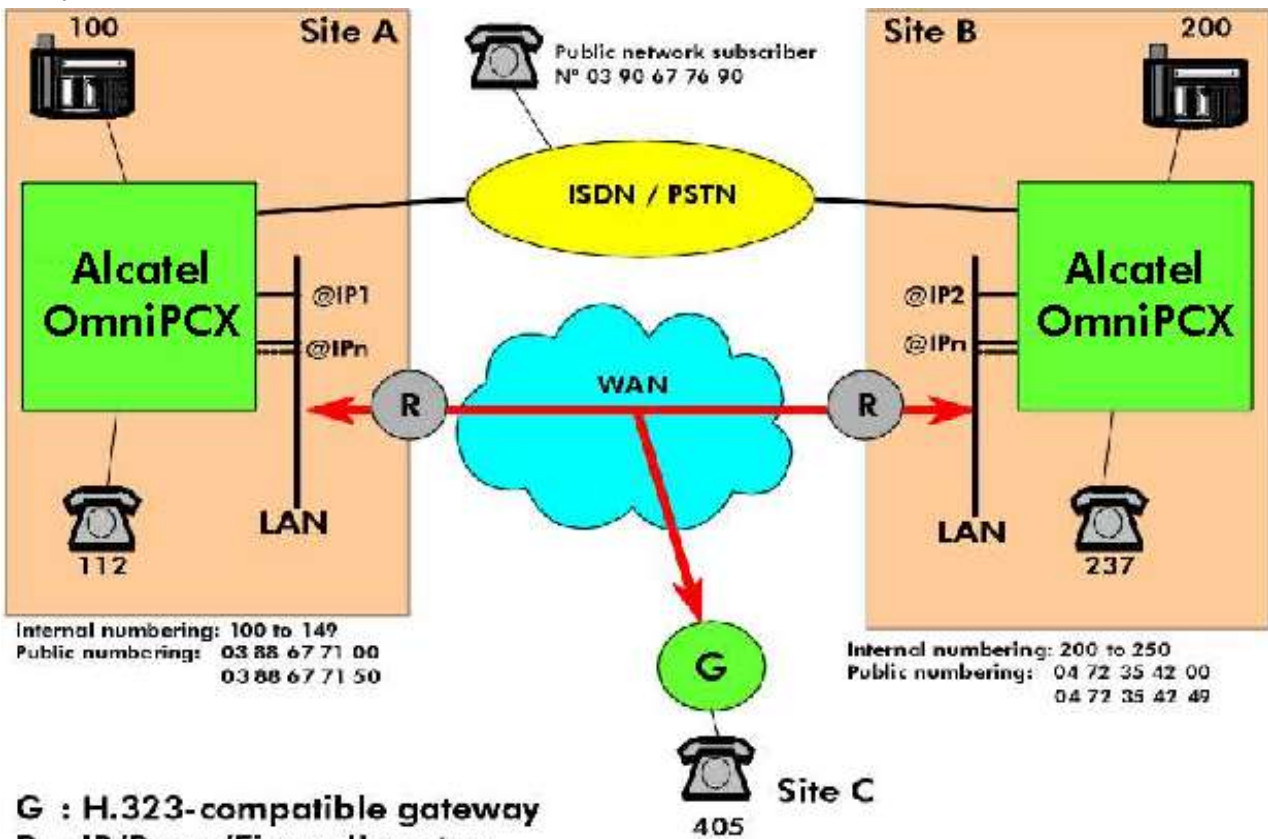 100
Site A
Public network subscriber
N° 03 90 67 76 90
Site B
200
ISDN / PSTN
Alcatel
OmniPCX
@IP1
@IPn
Alcatel
OmniPCX
@IP2
@IPn
WAN
R
R
LAN
112
LAN
237
Internal numbering: 100 to 149
Public numbering: 03 88 67 71 00
03 88 67 71 50
Internal numbering: 200 to 250
Public numbering: 04 72 35 42 00
04 72 35 42 49
G
Site C
405
G : H.323-compatible gateway